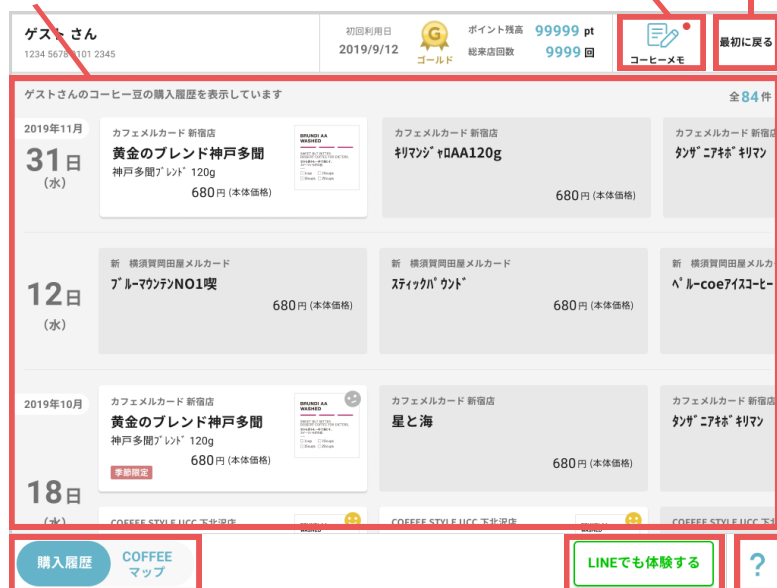 ゲスト さん
1234 5678 9101 2345
初回利用日
2019/9/12
G
ゴールド
ポイント残高 99999 pt
総来店回数 9999 回
コーヒーメモ
最初に戻る
ゲストさんのコーヒー豆の購入履歴を表示しています
全84件
2019年11月
31日
(水)
カフェメルカード 新宿店
黄金のブレンド神戸多聞
神戸多聞ﾌﾞﾚﾝﾄﾞ 120g
680円 (本体価格)
BRUNDI AA
WASHED
カフェメルカード 新宿店
ｷﾘﾏﾝｼﾞｬﾛAA120g
680円 (本体価格)
カフェメルカード 新宿店
ﾀﾝｻﾞﾆｱｷﾎﾞｷﾘﾏﾝ
12日
(水)
新 横須賀岡田屋メルカード
ﾌﾞﾙｰﾏｳﾝﾃﾝNO1喫
680円 (本体価格)
新 横須賀岡田屋メルカード
ｽﾃｨｯｸﾊﾟｳﾝﾄﾞ
680円 (本体価格)
新 横須賀岡田屋メルカ
ﾍﾟﾙｰcoeｱｲｽｺｰﾋｰ
2019年10月
18日
(水)
カフェメルカード 新宿店
黄金のブレンド神戸多聞
神戸多聞ﾌﾞﾚﾝﾄﾞ 120g
680円 (本体価格)
季節限定
BRUNDI AA
WASHED
カフェメルカード 新宿店
星と海
680円 (本体価格)
カフェメルカード 新宿店
ﾀﾝｻﾞﾆｱｷﾎﾞｷﾘﾏﾝ
COFFEE STYLE UCC 下北沢店
COFFEE STYLE UCC 下北沢店
COFFEE STYLE UCC
購入履歴
COFFEE
マップ
LINEでも体験する
?